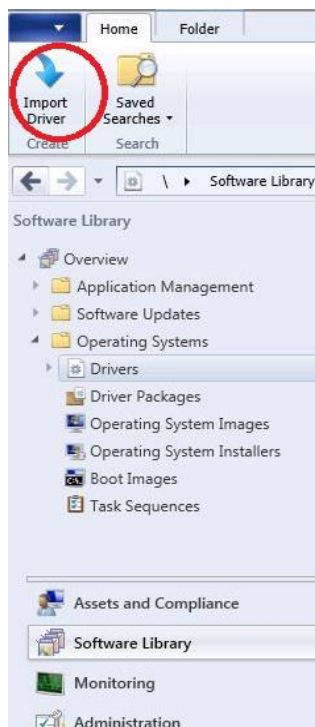 Home Folder
Import Driver
Saved Searches
Create Search
\ Software Library
Software Library
Overview
Application Management
Software Updates
Operating Systems
Drivers
Driver Packages
Operating System Images
Operating System Installers
Boot Images
Task Sequences
Assets and Compliance
Software Library
Monitoring
Administration